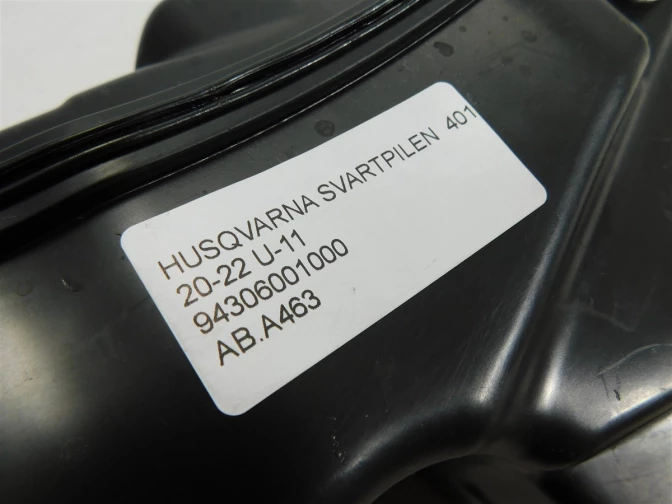 HUSQVARNA SVARTPILEN 401
20-22 U-11
94306001000
AB.A463